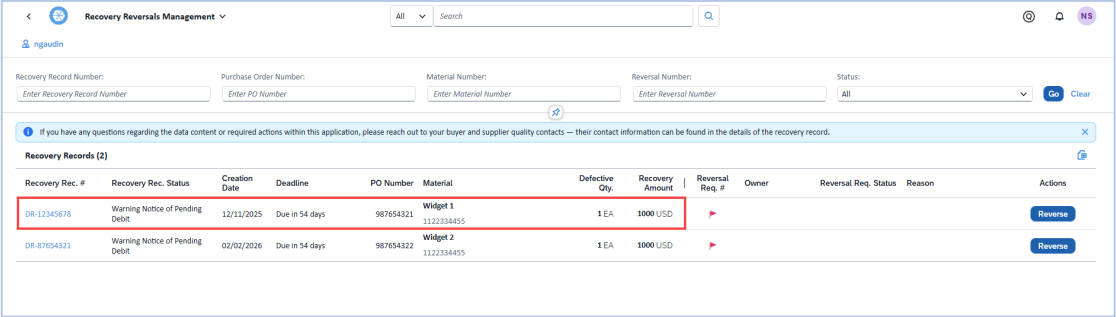 Recovery Reversals Management
All
Search
NS
ngaudin
Recovery Record Number:
Purchase Order Number:
Material Number:
Reversal Number:
Status:
Enter Recovery Record Number
Enter PO Number
Enter Material Number
Enter Reversal Number
All
Go
Clear
If you have any questions regarding the data content or required actions within this application, please reach out to your buyer and supplier quality contacts — their contact information can be found in the details of the recovery record.
Recovery Records (2)
Recovery Rec. # Recovery Rec. Status Creation Date Deadline PO Number Material Defective Qty. Recovery Amount Reversal Req. # Owner Reversal Req. Status Reason Actions
DR-12345678 Warning Notice of Pending Debit 12/11/2025 Due in 54 days 987654321 Widget 1 1122334455 1 EA 1000 USD Reverse
DR-87654321 Warning Notice of Pending Debit 02/02/2026 Due in 54 days 987654322 Widget 2 1122334455 1 EA 1000 USD Reverse